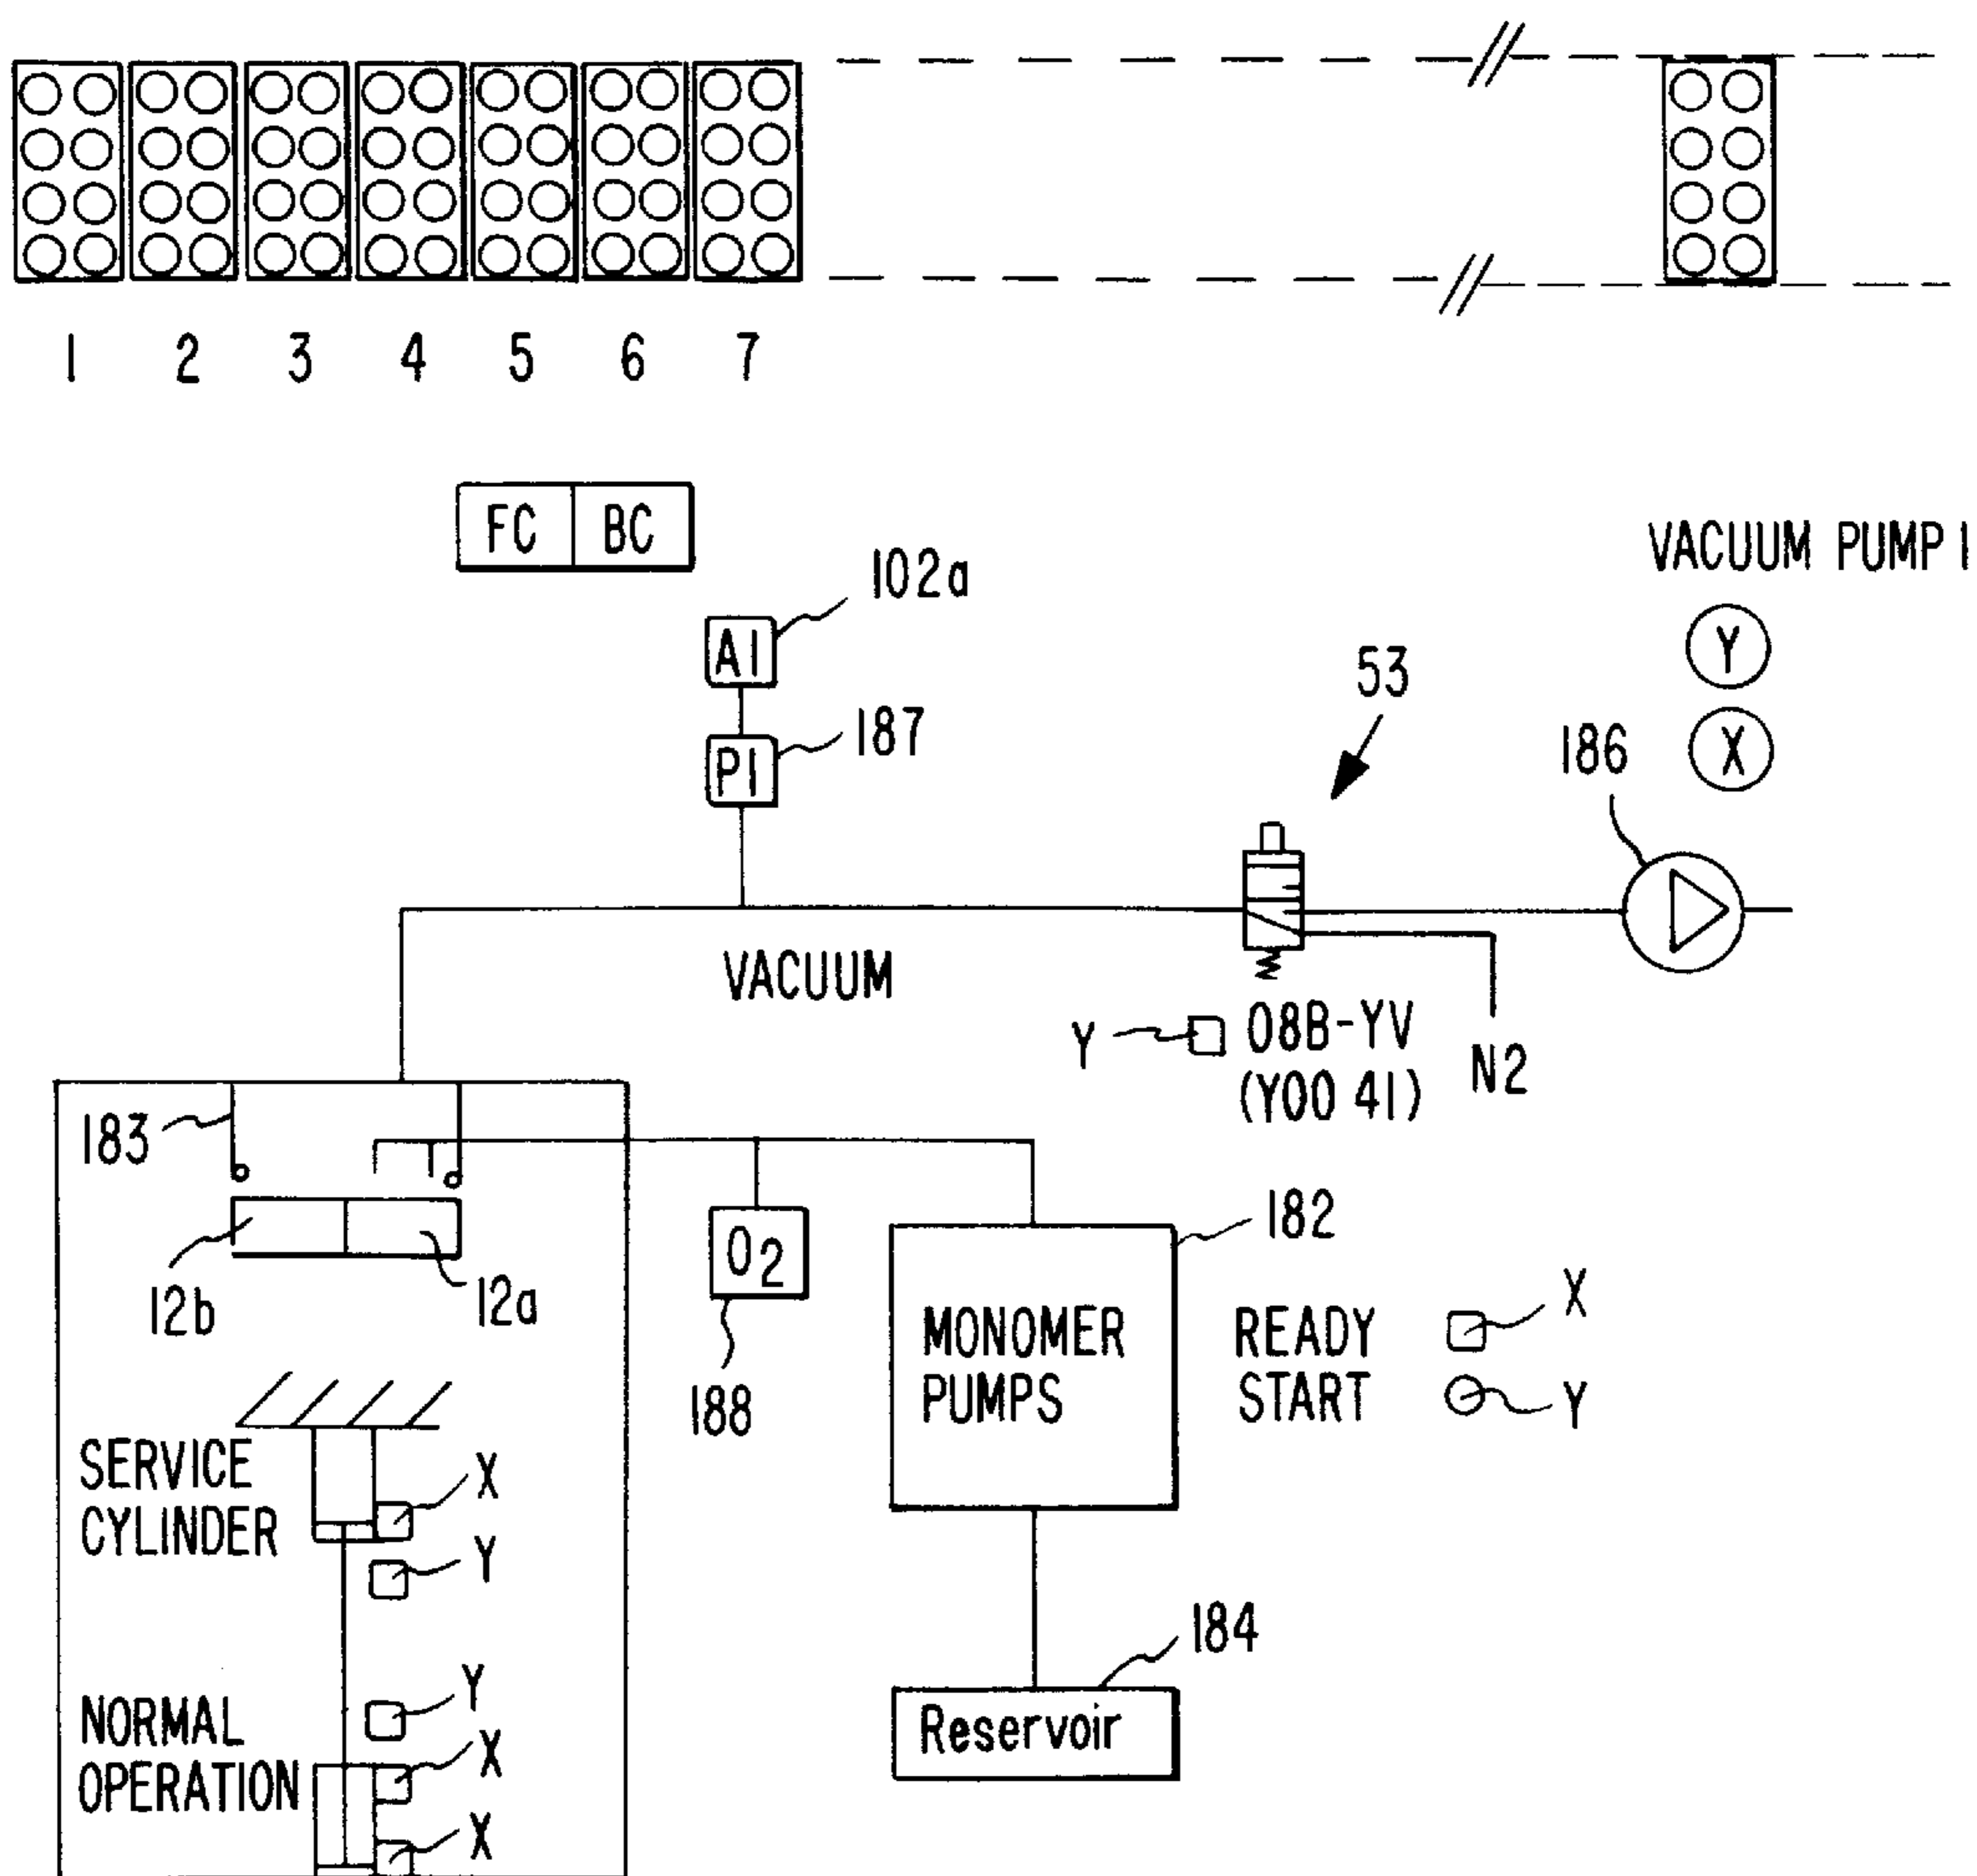 1 2 3 4 5 6 7
FC BC
102a
VACUUM PUMP 1
A1
Y
53
187
P1
X
186
VACUUM
Y
08B-YV
(Y00 41)
N2
183
182
12b
12a
O2
188
MONOMER
PUMPS
READY
START
X
Y
SERVICE
CYLINDER
X
Y
184
Reservoir
NORMAL
OPERATION
Y
X
X